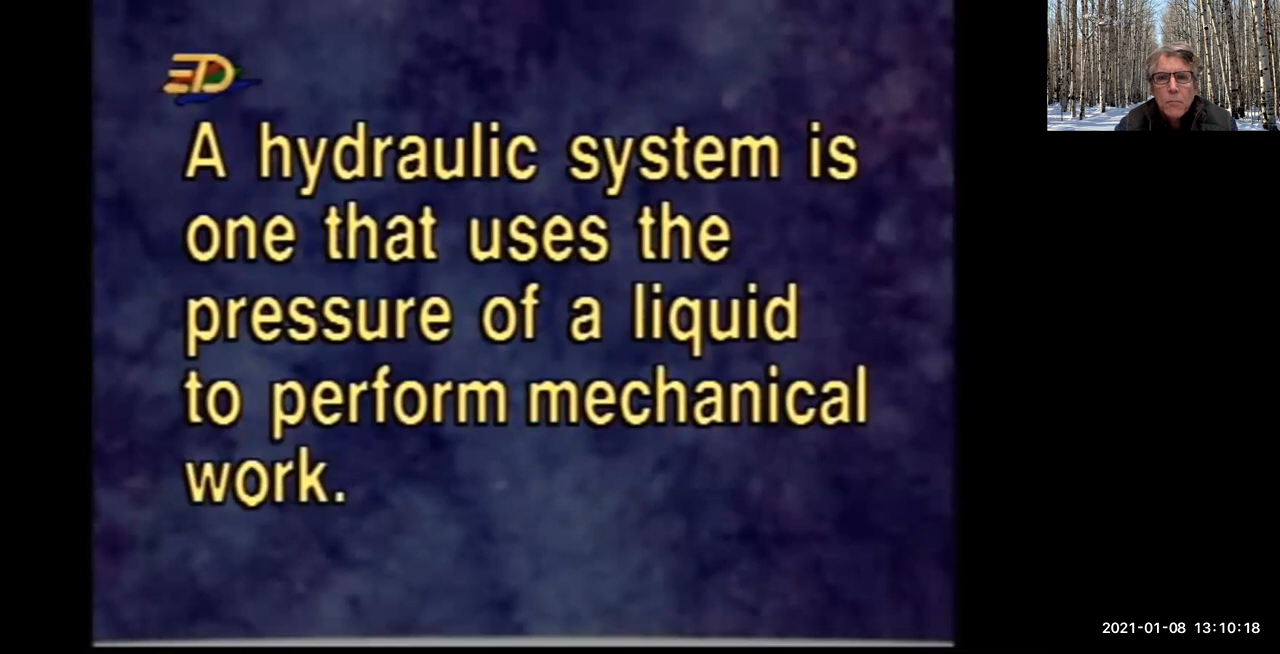 ED
A hydraulic system is
one that uses the
pressure of a liquid
to perform mechanical
work.
2021-01-08 13:10:18